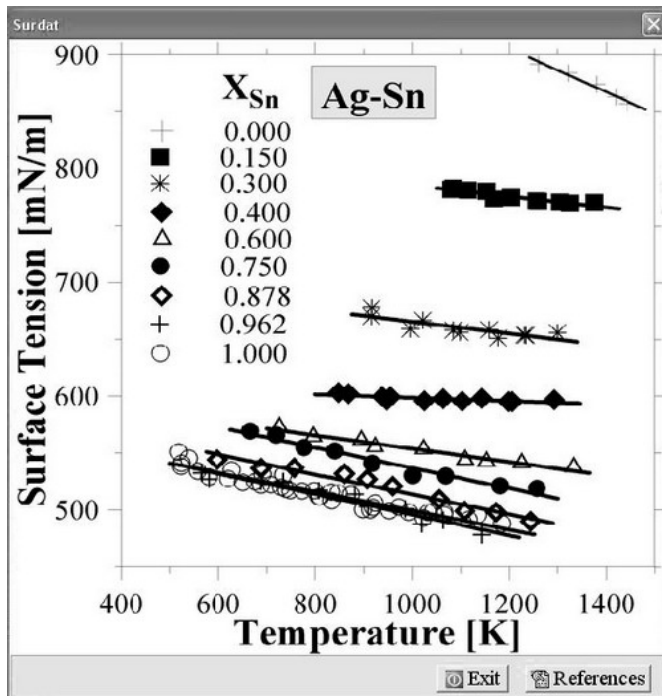 Surdat
900
800
700
600
500
Surface Tension [mN/m]
X_Sn
Ag-Sn
0.000
0.150
0.300
0.400
0.600
0.750
0.878
0.962
1.000
400 600 800 1000 1200 1400
Temperature [K]
Exit References